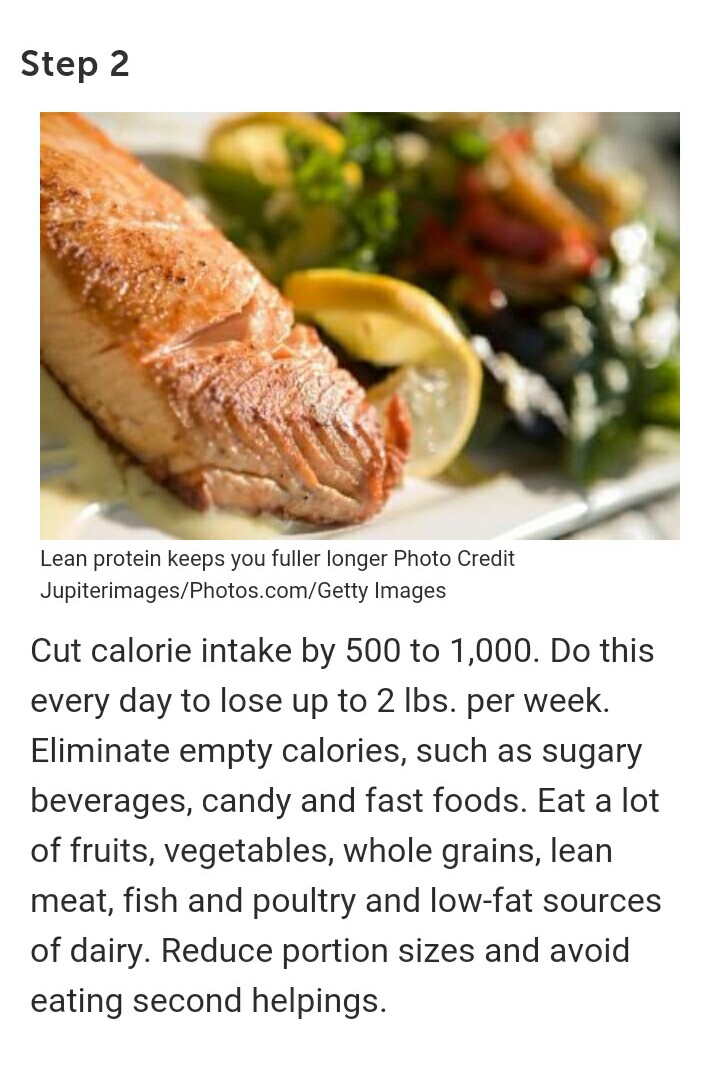 Step 2
Lean protein keeps you fuller longer Photo Credit
Jupiterimages/Photos.com/Getty Images
Cut calorie intake by 500 to 1,000. Do this
every day to lose up to 2 lbs. per week.
Eliminate empty calories, such as sugary
beverages, candy and fast foods. Eat a lot
of fruits, vegetables, whole grains, lean
meat, fish and poultry and low-fat sources
of dairy. Reduce portion sizes and avoid
eating second helpings.